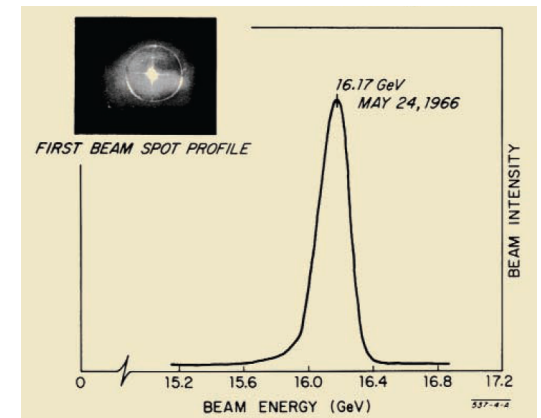 16.17 GeV
MAY 24, 1966
FIRST BEAM SPOT PROFILE
BEAM INTENSITY
0 15.2 15.6 16.0 16.4 16.8 17.2
BEAM ENERGY (GeV)
537-4-A